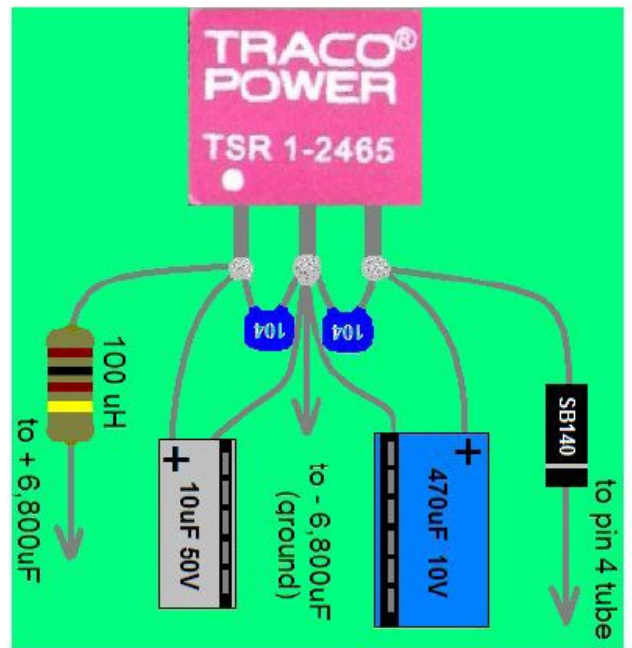 TRACO®
POWER
TSR 1-2465
104
104
100 uH
to + 6,800uF
+
10uF 50V
to - 6,800uF
(qround)
470uF 10V
+
SB140
to pin 4 tube